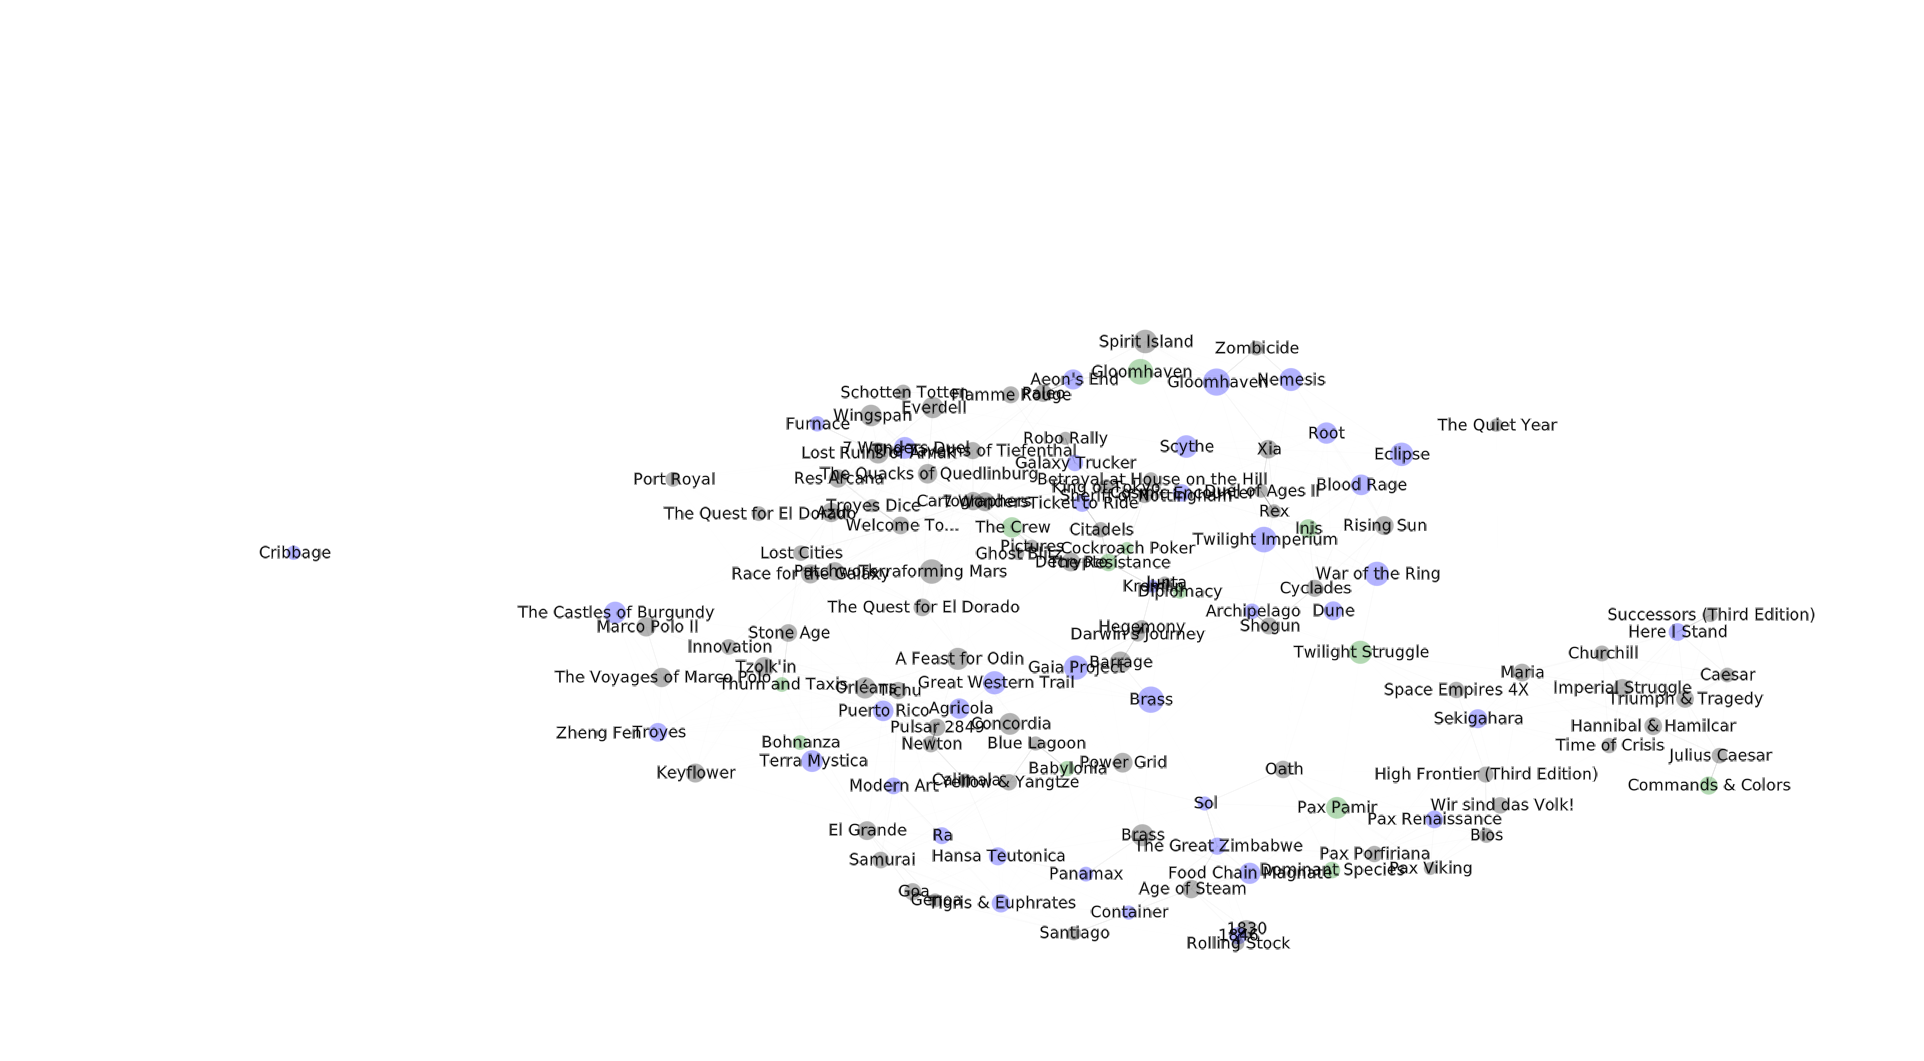 Spirit Island
Zombicide
Gloomhaven
Aeon's End
Gloomhaven
Nemesis
Schotten Totten
Flamme Rouge
Paleo
Everdell
Wingspan
Furnace
The Quiet Year
Root
Robo Rally
Scythe
Xia
7 Wonders Duel
Lost Ruins of Arnak
of Tiefenthal
Eclipse
Galaxy Trucker
The Quacks of Quedlinburg
Port Royal
Res Arcana
Betrayal at House on the Hill
Blood Rage
King of Tokyo
Sheriff of Nottingham
Cosmic Encounter
Duel of Ages II
Cartographers
7 Wonders
Ticket to Ride
Troyes Dice
Rex
The Quest for El Dorado
Azul
Welcome To...
The Crew
Citadels
Inis
Rising Sun
Twilight Imperium
Pictures
Cockroach Poker
Ghost Blitz
Cribbage
Lost Cities
Decrypto
The Resistance
Race for the Galaxy
Patchwork
Terraforming Mars
War of the Ring
Junta
Kremlin
Diplomacy
Cyclades
The Quest for El Dorado
Archipelago
Dune
The Castles of Burgundy
Marco Polo II
Successors (Third Edition)
Hegemony
Shogun
Here I Stand
Stone Age
Darwin's Journey
Innovation
Twilight Struggle
Churchill
A Feast for Odin
Barrage
Tzolk'in
Gaia Project
Maria
Caesar
The Voyages of Marco Polo
Thurn and Taxis
Orléans
Tichu
Great Western Trail
Space Empires 4X
Imperial Struggle
Brass
Triumph & Tragedy
Puerto Rico
Agricola
Sekigahara
Pulsar 2849
Concordia
Hannibal & Hamilcar
Zheng Fen
Troyes
Bohnanza
Newton
Blue Lagoon
Time of Crisis
Terra Mystica
Power Grid
Julius Caesar
Keyflower
Babylonia
Oath
High Frontier (Third Edition)
Calimala
Yellow & Yangtze
Modern Art
Commands & Colors
Sol
Pax Pamir
Wir sind das Volk!
Pax Renaissance
El Grande
Ra
Brass
Bios
The Great Zimbabwe
Hansa Teutonica
Pax Porfiriana
Samurai
Panamax
Food Chain Magnate
Dominant Species
Pax Viking
Age of Steam
Goa
Genoa
Tigris & Euphrates
Container
Santiago
1830
1846
Rolling Stock